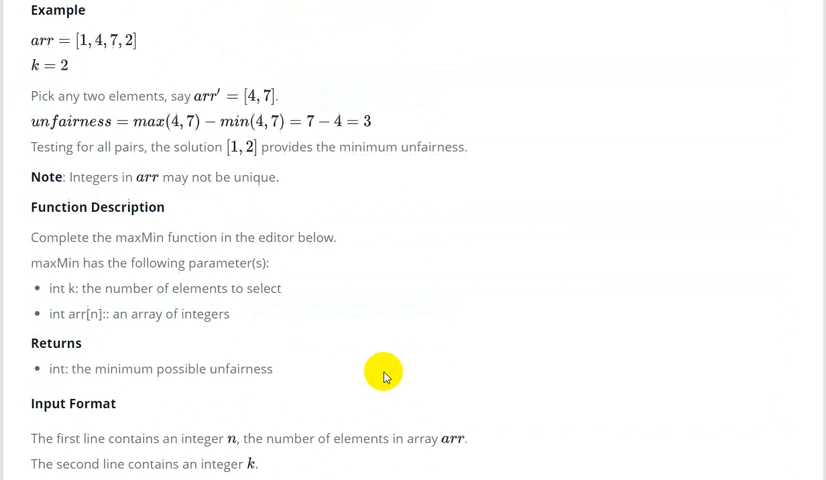 Example
arr = [1, 4, 7, 2]
k = 2
Pick any two elements, say arr′ = [4, 7].
unfairness = max(4, 7) − min(4, 7) = 7 − 4 = 3
Testing for all pairs, the solution [1, 2] provides the minimum unfairness.
Note: Integers in arr may not be unique.
Function Description
Complete the maxMin function in the editor below.
maxMin has the following parameter(s):
• int k: the number of elements to select
• int arr[n]:: an array of integers
Returns
• int: the minimum possible unfairness
Input Format
The first line contains an integer n, the number of elements in array arr.
The second line contains an integer k.